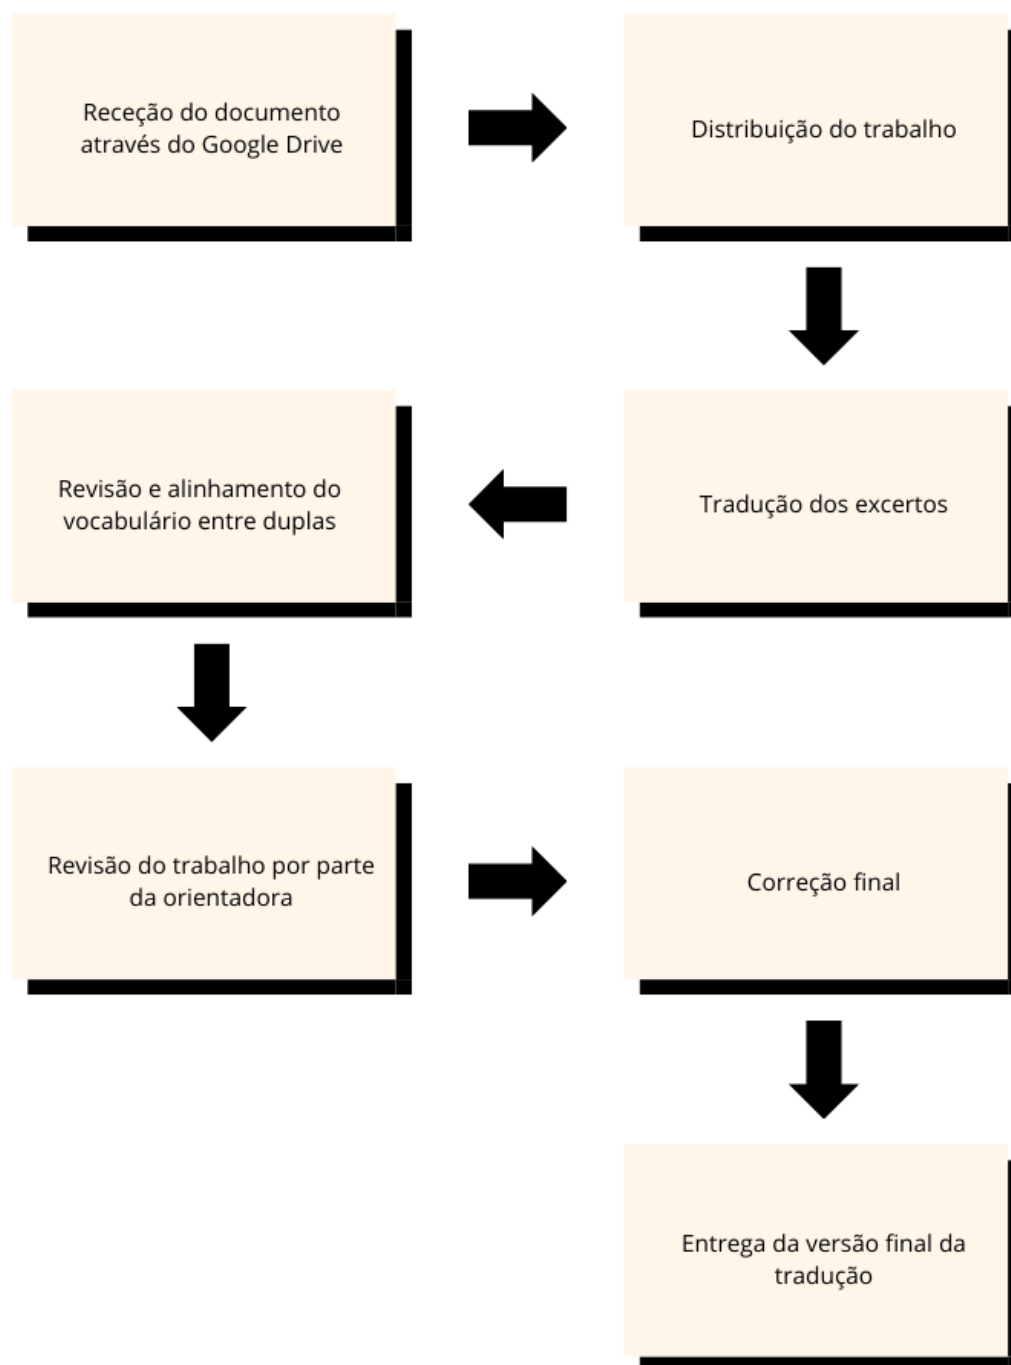 Receção do documento
através do Google Drive
Distribuição do trabalho
Tradução dos excertos
Revisão e alinhamento do
vocabulário entre duplas
Revisão do trabalho por parte
da orientadora
Correção final
Entrega da versão final da
tradução